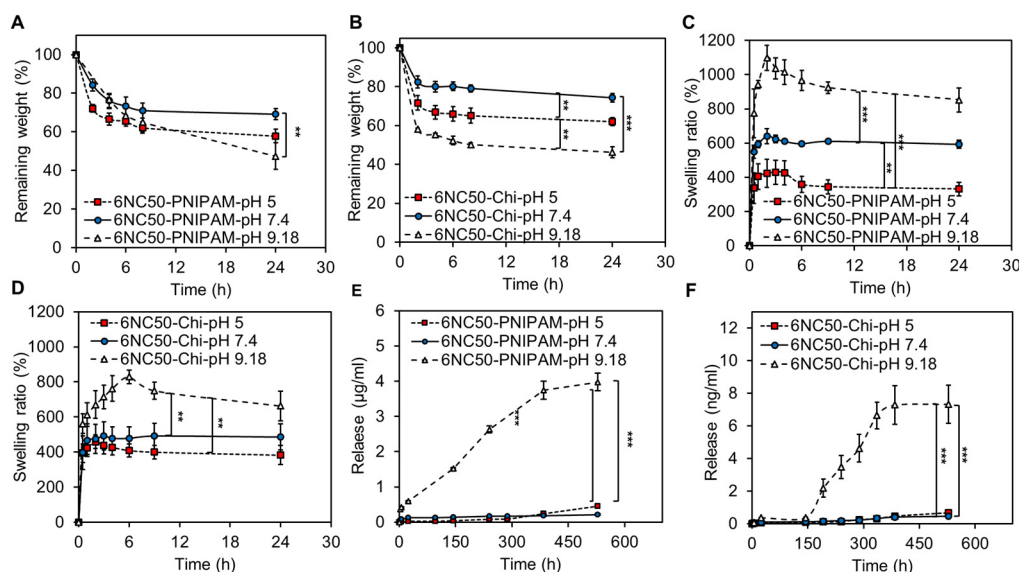 A
Remaining weight (%)
100
80
60
40
20
0
**
6NC50-PNIPAM-pH 5
6NC50-PNIPAM-pH 7.4
6NC50-PNIPAM-pH 9.18
0 6 12 18 24 30
Time (h)
B
Remaining weight (%)
100
80
60
40
20
0
**
**
***
6NC50-Chi-pH 5
6NC50-Chi-pH 7.4
6NC50-Chi-pH 9.18
0 6 12 18 24 30
Time (h)
C
Swelling ratio (%)
1200
1000
800
600
400
200
0
***
***
**
6NC50-PNIPAM-pH 5
6NC50-PNIPAM-pH 7.4
6NC50-PNIPAM-pH 9.18
0 6 12 18 24 30
Time (h)
D
Swelling ratio (%)
1200
1000
800
600
400
200
0
6NC50-Chi-pH 5
6NC50-Chi-pH 7.4
6NC50-Chi-pH 9.18
**
**
0 6 12 18 24 30
Time (h)
E
Relaese (µg/ml)
6
5
4
3
2
1
0
6NC50-PNIPAM-pH 5
6NC50-PNIPAM-pH 7.4
6NC50-PNIPAM-pH 9.18
***
***
0 150 300 450 600
Time (h)
F
Release (ng/ml)
12
10
8
6
4
2
0
6NC50-Chi-pH 5
6NC50-Chi-pH 7.4
6NC50-Chi-pH 9.18
***
***
0 150 300 450 600
Time (h)